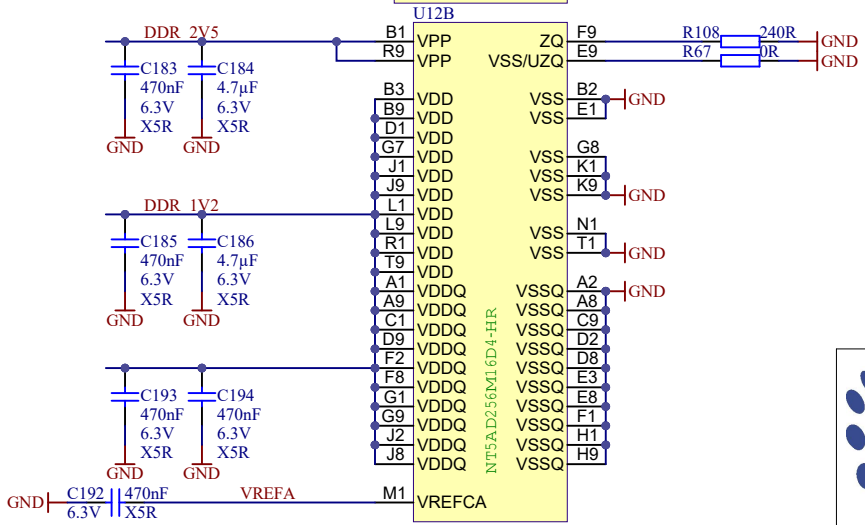 U12B
DDR_2V5
B1 VPP ZQ F9 R108 240R GND
R9 VPP VSS/UZQ E9 R67 0R GND
C183 C184
470nF 4.7µF
6.3V 6.3V
X5R X5R
GND GND
B3 VDD VSS B2 GND
B9 VDD VSS E1
D1 VDD
G7 VDD VSS G8
J1 VDD VSS K1
J9 VDD VSS K9 GND
DDR_1V2
L1 VDD
L9 VDD VSS N1
R1 VDD VSS T1 GND
T9 VDD
C185 C186
470nF 4.7µF
6.3V 6.3V
X5R X5R
GND GND
A1 VDDQ VSSQ A2 GND
A9 VDDQ VSSQ A8
C1 VDDQ VSSQ C9
D9 VDDQ VSSQ D2
F2 VDDQ VSSQ D8
F8 VDDQ VSSQ E3
G1 VDDQ VSSQ E8
G9 VDDQ VSSQ F1
J2 VDDQ VSSQ H1
J8 VDDQ VSSQ H9
NT5AD256M16D4-HR
C193 C194
470nF 470nF
6.3V 6.3V
X5R X5R
GND GND
GND C192 470nF VREFA M1 VREFCA
6.3V X5R